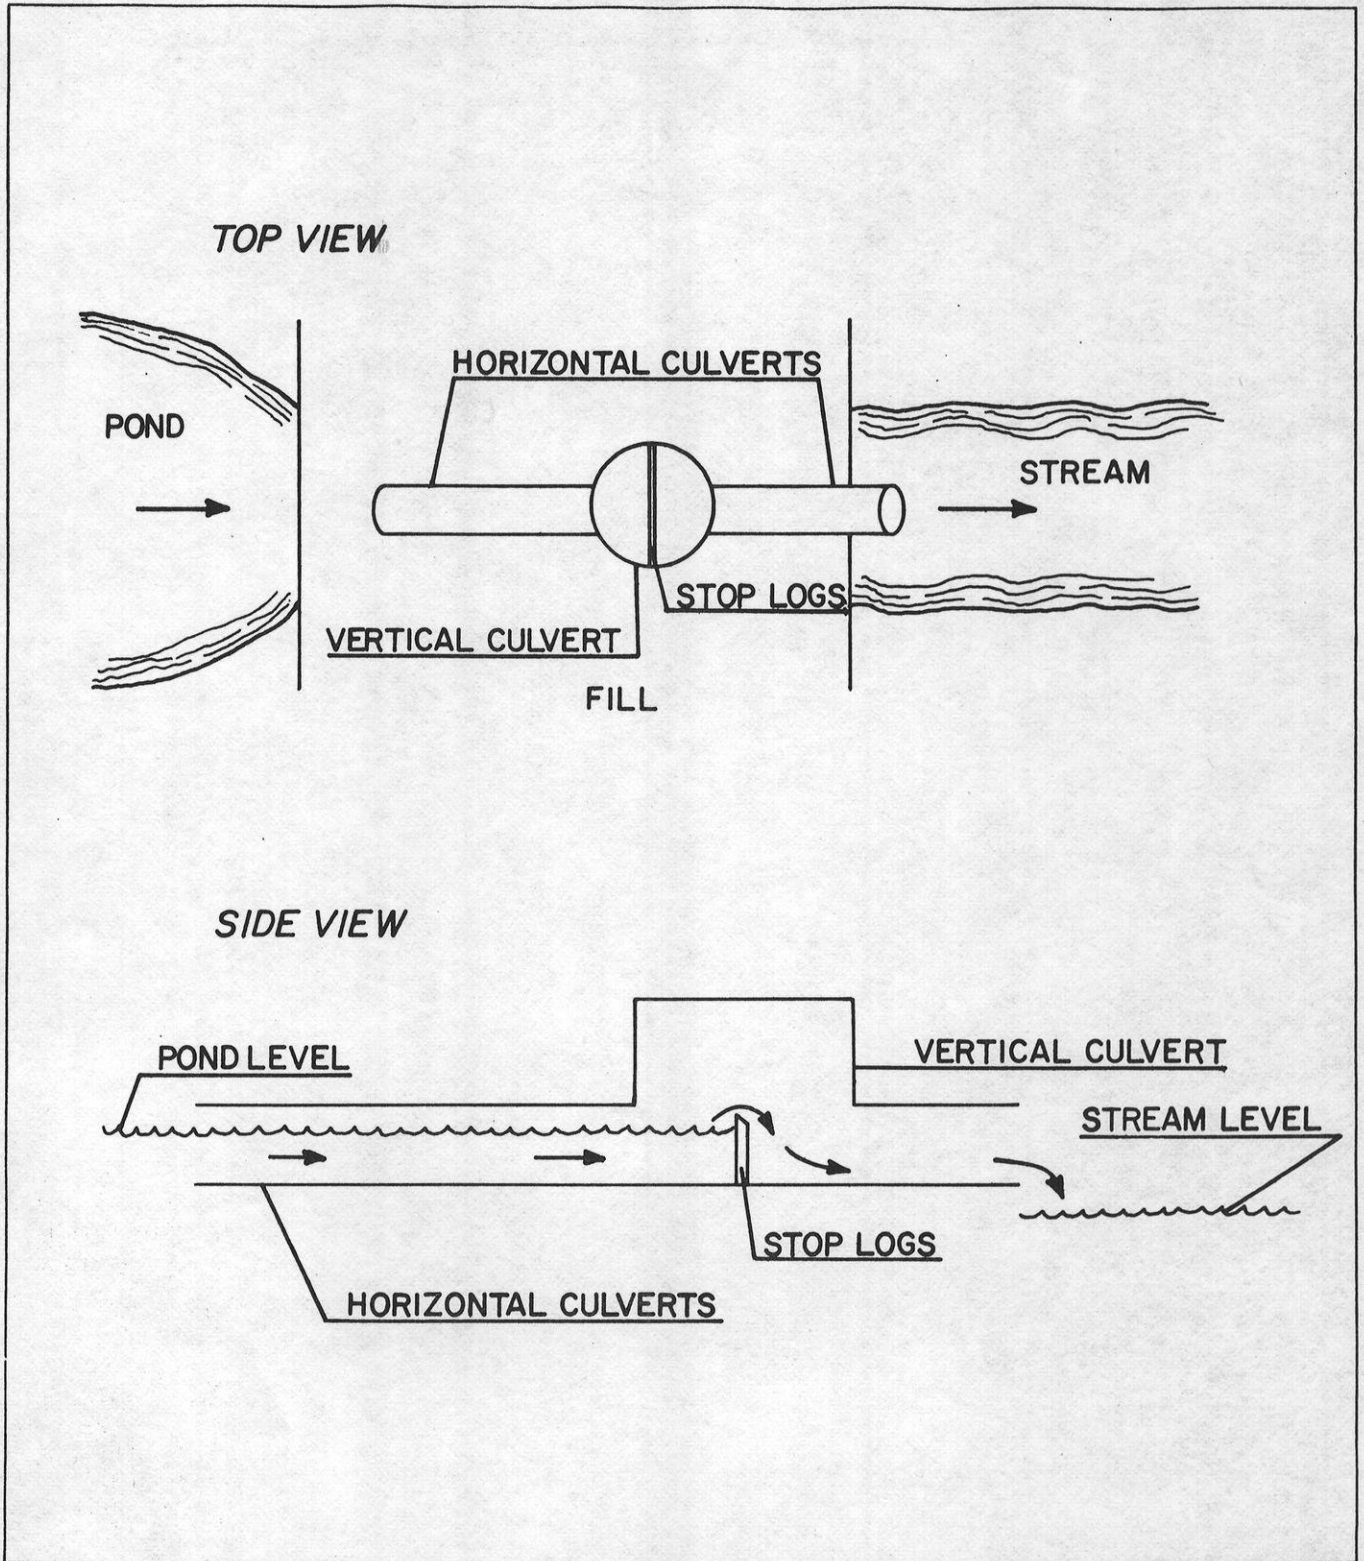 TOP VIEW
HORIZONTAL CULVERTS
POND
STREAM
STOP LOGS
VERTICAL CULVERT
FILL
SIDE VIEW
POND LEVEL
VERTICAL CULVERT
STREAM LEVEL
STOP LOGS
HORIZONTAL CULVERTS